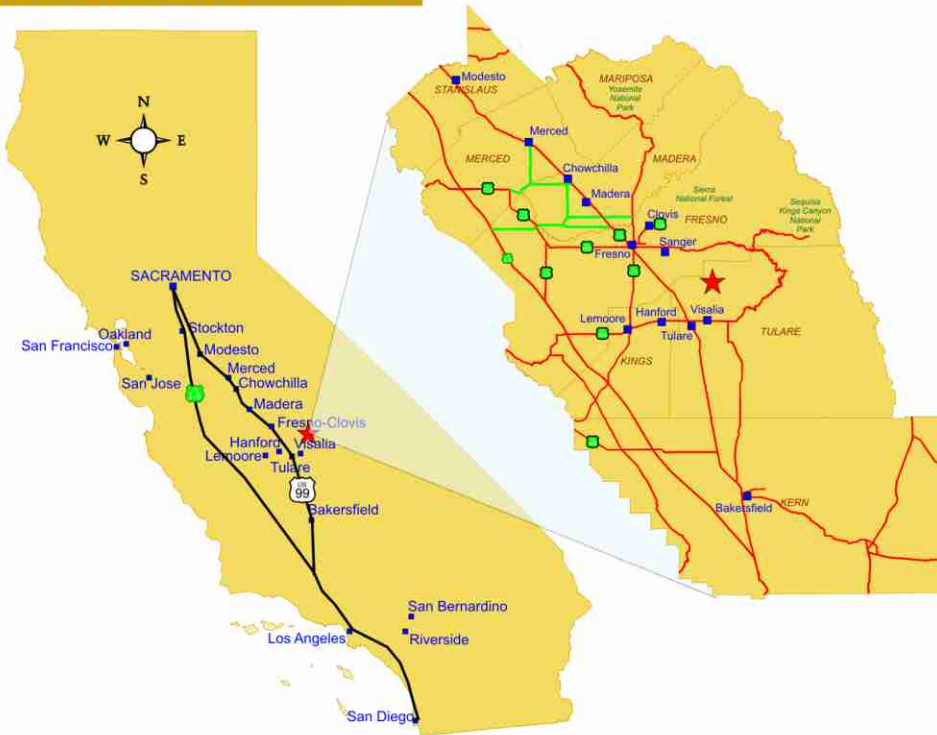 N
W
E
S
SACRAMENTO
Stockton
Oakland
San Francisco
Modesto
San Jose
Merced
Chowchilla
Madera
Fresno-Clovis
Hanford
Visalia
Lemoore
Tulare
US
99
Bakersfield
San Bernardino
Los Angeles
Riverside
San Diego
Modesto
STANISLAUS
MARIPOSA
Yosemite
National
Park
Merced
MERCED
MADERA
Chowchilla
Madera
Sierra
National Forest
Sequoia
Kings Canyon
National
Park
Clovis
FRESNO
Fresno
Sanger
Lemoore
Hanford
Visalia
Tulare
TULARE
KINGS
Bakersfield
KERN